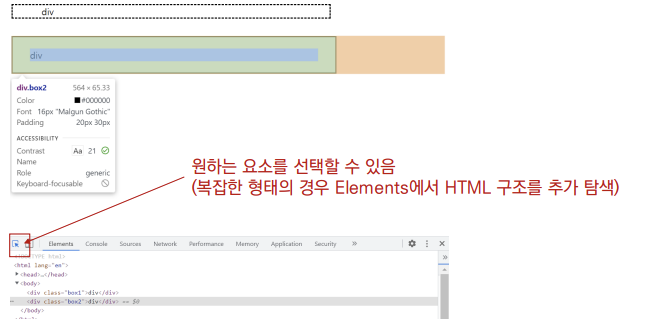 div
div
div.box2 564 × 65.33
Color #000000
Font 16px "Malgun Gothic"
Padding 20px 30px
ACCESSIBILITY
Contrast Aa 21
Name
Role generic
Keyboard-focusable
원하는 요소를 선택할 수 있음
(복잡한 형태의 경우 Elements에서 HTML 구조를 추가 탐색)
Elements Console Sources Network Performance Memory Application Security »
<!DOCTYPE html>
<html lang="en">
<head>…</head>
<body>
<div class="box1">div</div>
<div class="box2">div</div> == $0
</body>